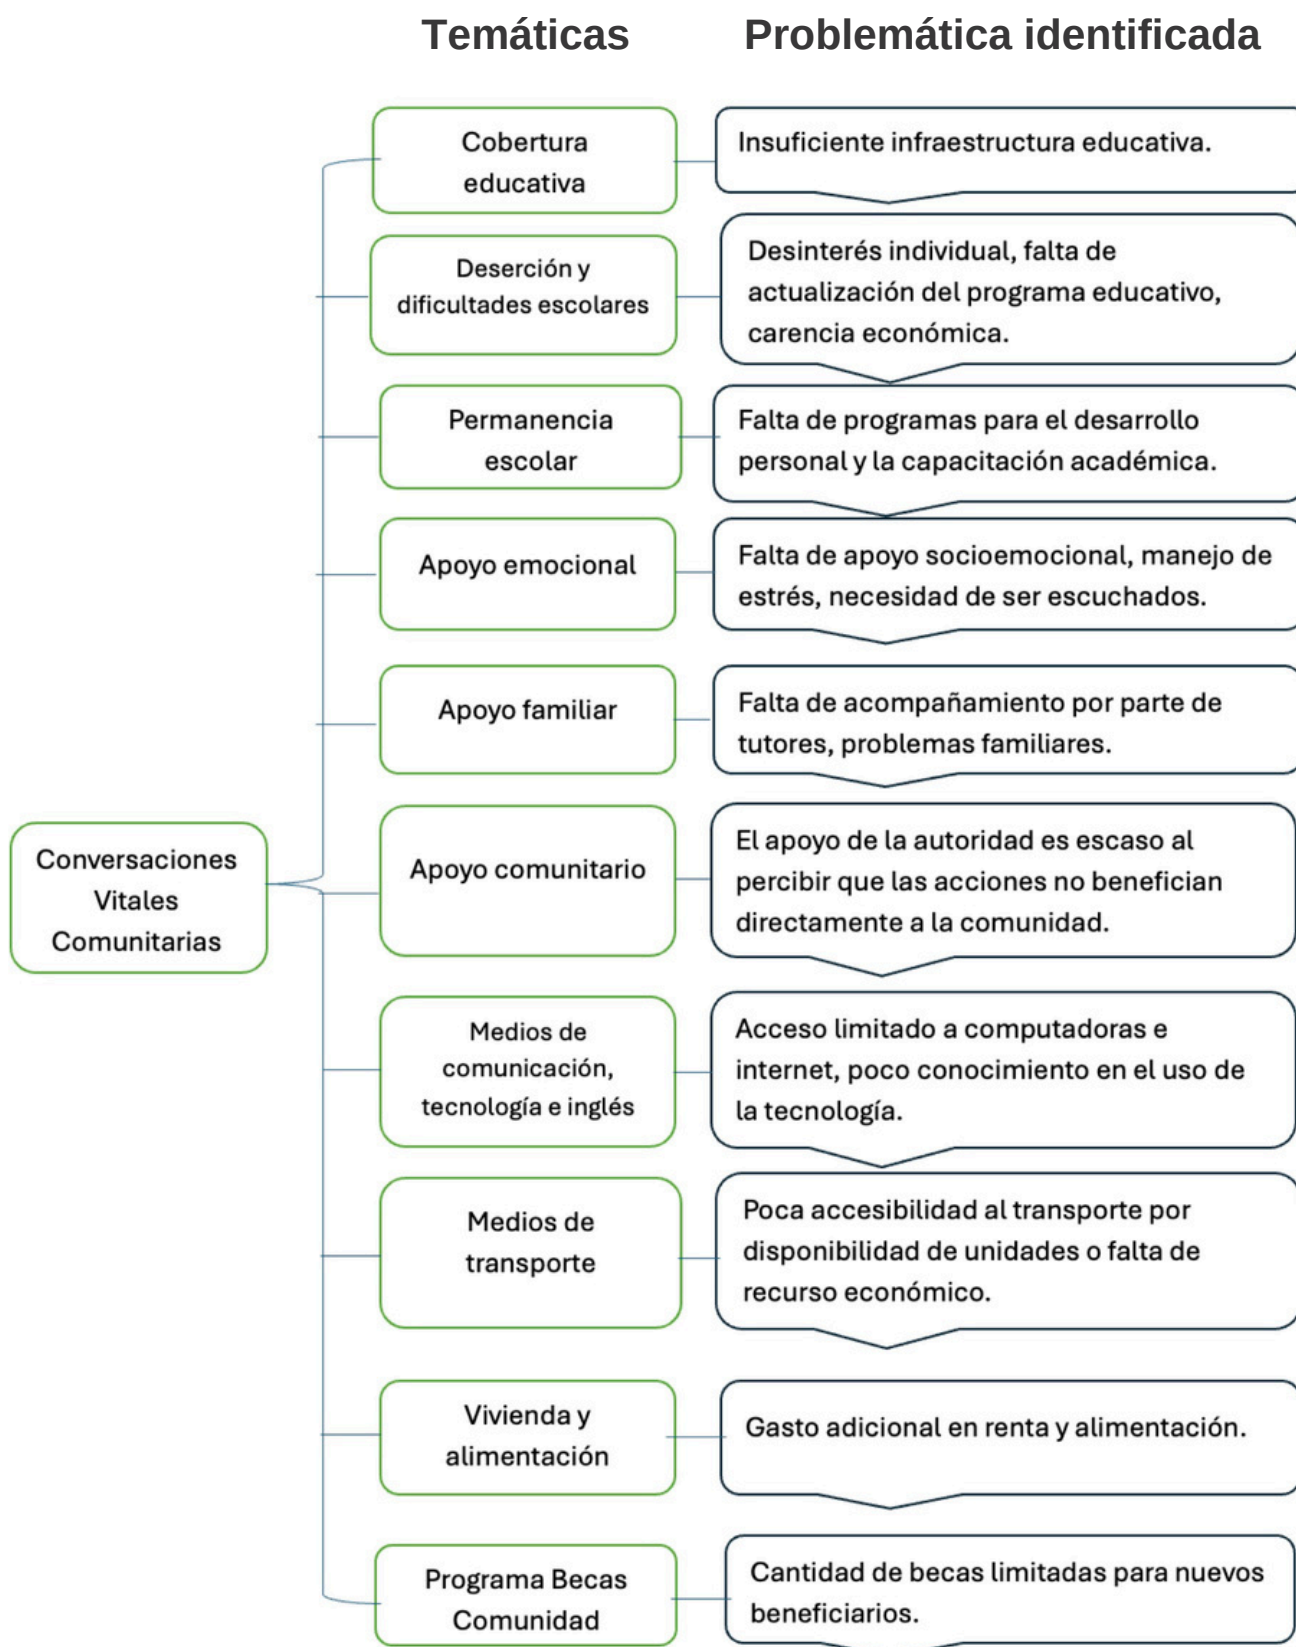 Temáticas
Problemática identificada
Cobertura
educativa
Insuficiente infraestructura educativa.
Deserción y
dificultades escolares
Desinterés individual, falta de
actualización del programa educativo,
carencia económica.
Permanencia
escolar
Falta de programas para el desarrollo
personal y la capacitación académica.
Apoyo emocional
Falta de apoyo socioemocional, manejo de
estrés, necesidad de ser escuchados.
Apoyo familiar
Falta de acompañamiento por parte de
tutores, problemas familiares.
Conversaciones
Vitales
Comunitarias
Apoyo comunitario
El apoyo de la autoridad es escaso al
percibir que las acciones no benefician
directamente a la comunidad.
Medios de
comunicación,
tecnología e inglés
Acceso limitado a computadoras e
internet, poco conocimiento en el uso de
la tecnología.
Medios de
transporte
Poca accesibilidad al transporte por
disponibilidad de unidades o falta de
recurso económico.
Vivienda y
alimentación
Gasto adicional en renta y alimentación.
Programa Becas
Comunidad
Cantidad de becas limitadas para nuevos
beneficiarios.